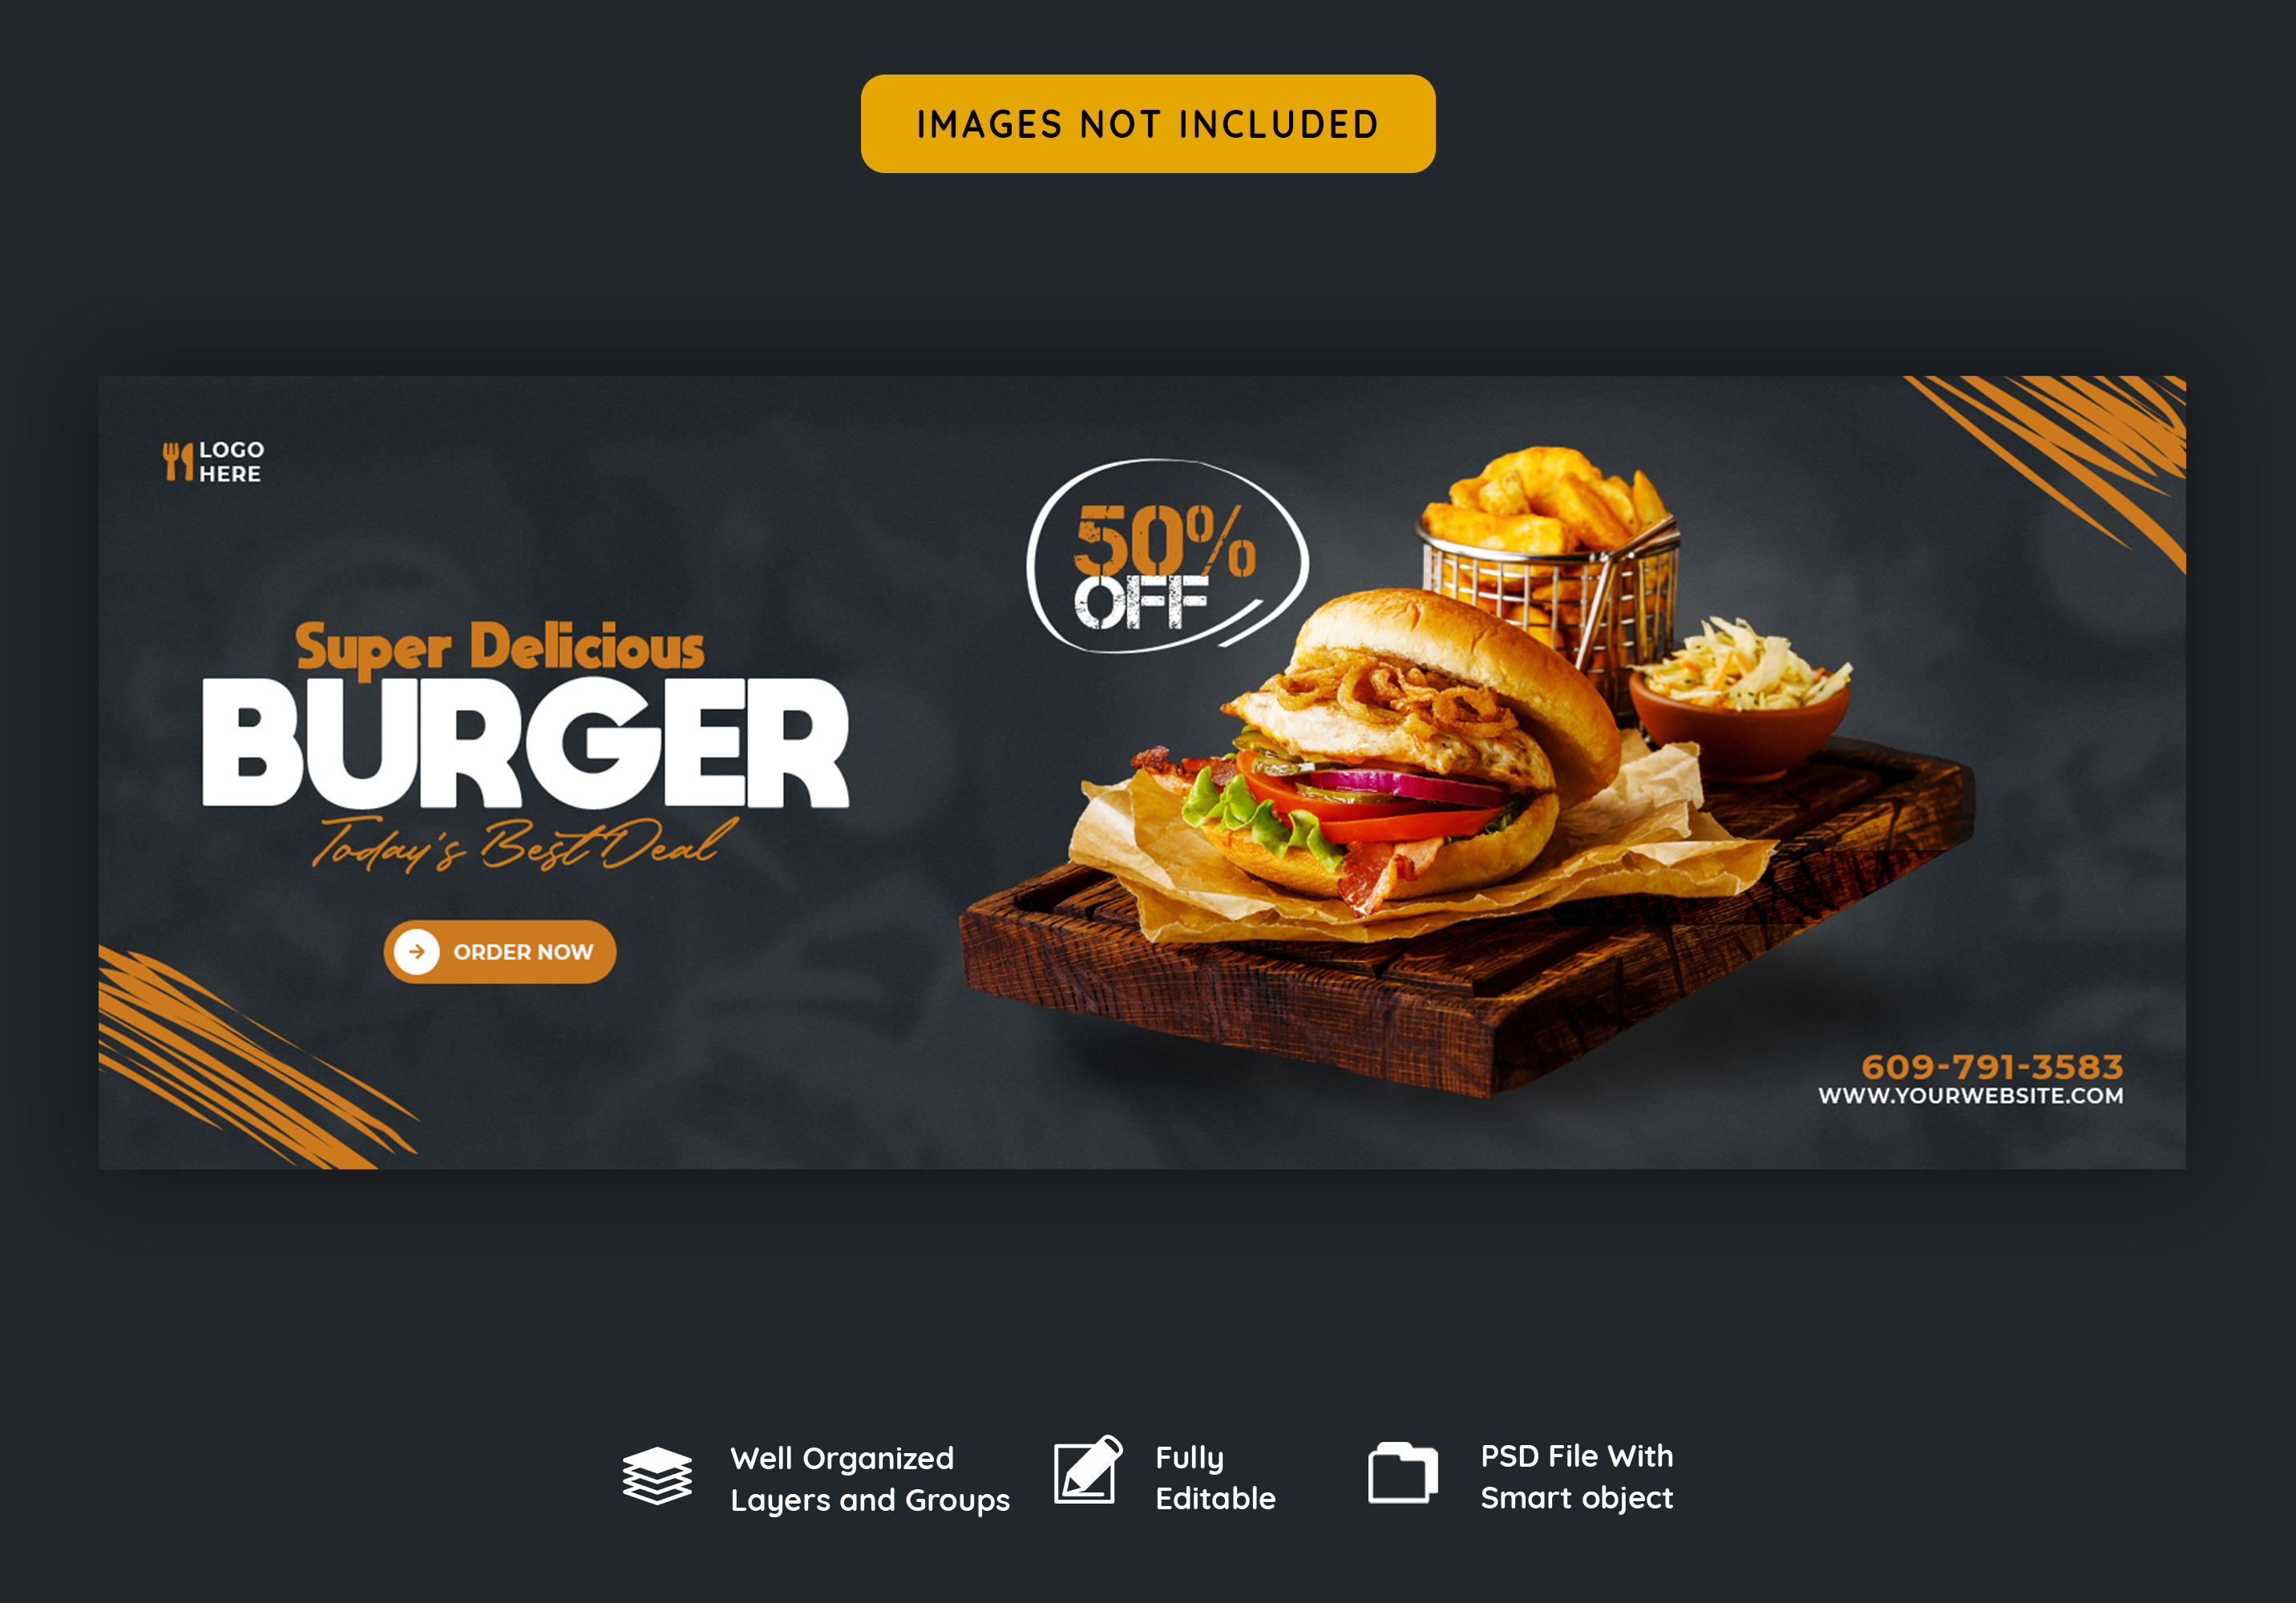 IMAGES NOT INCLUDED
LOGO
HERE
50%
OFF
Super Delicious
BURGER
Today's Best Deal
ORDER NOW
609-791-3583
WWW.YOURWEBSITE.COM
Well Organized
Layers and Groups
Fully
Editable
PSD File With
Smart object